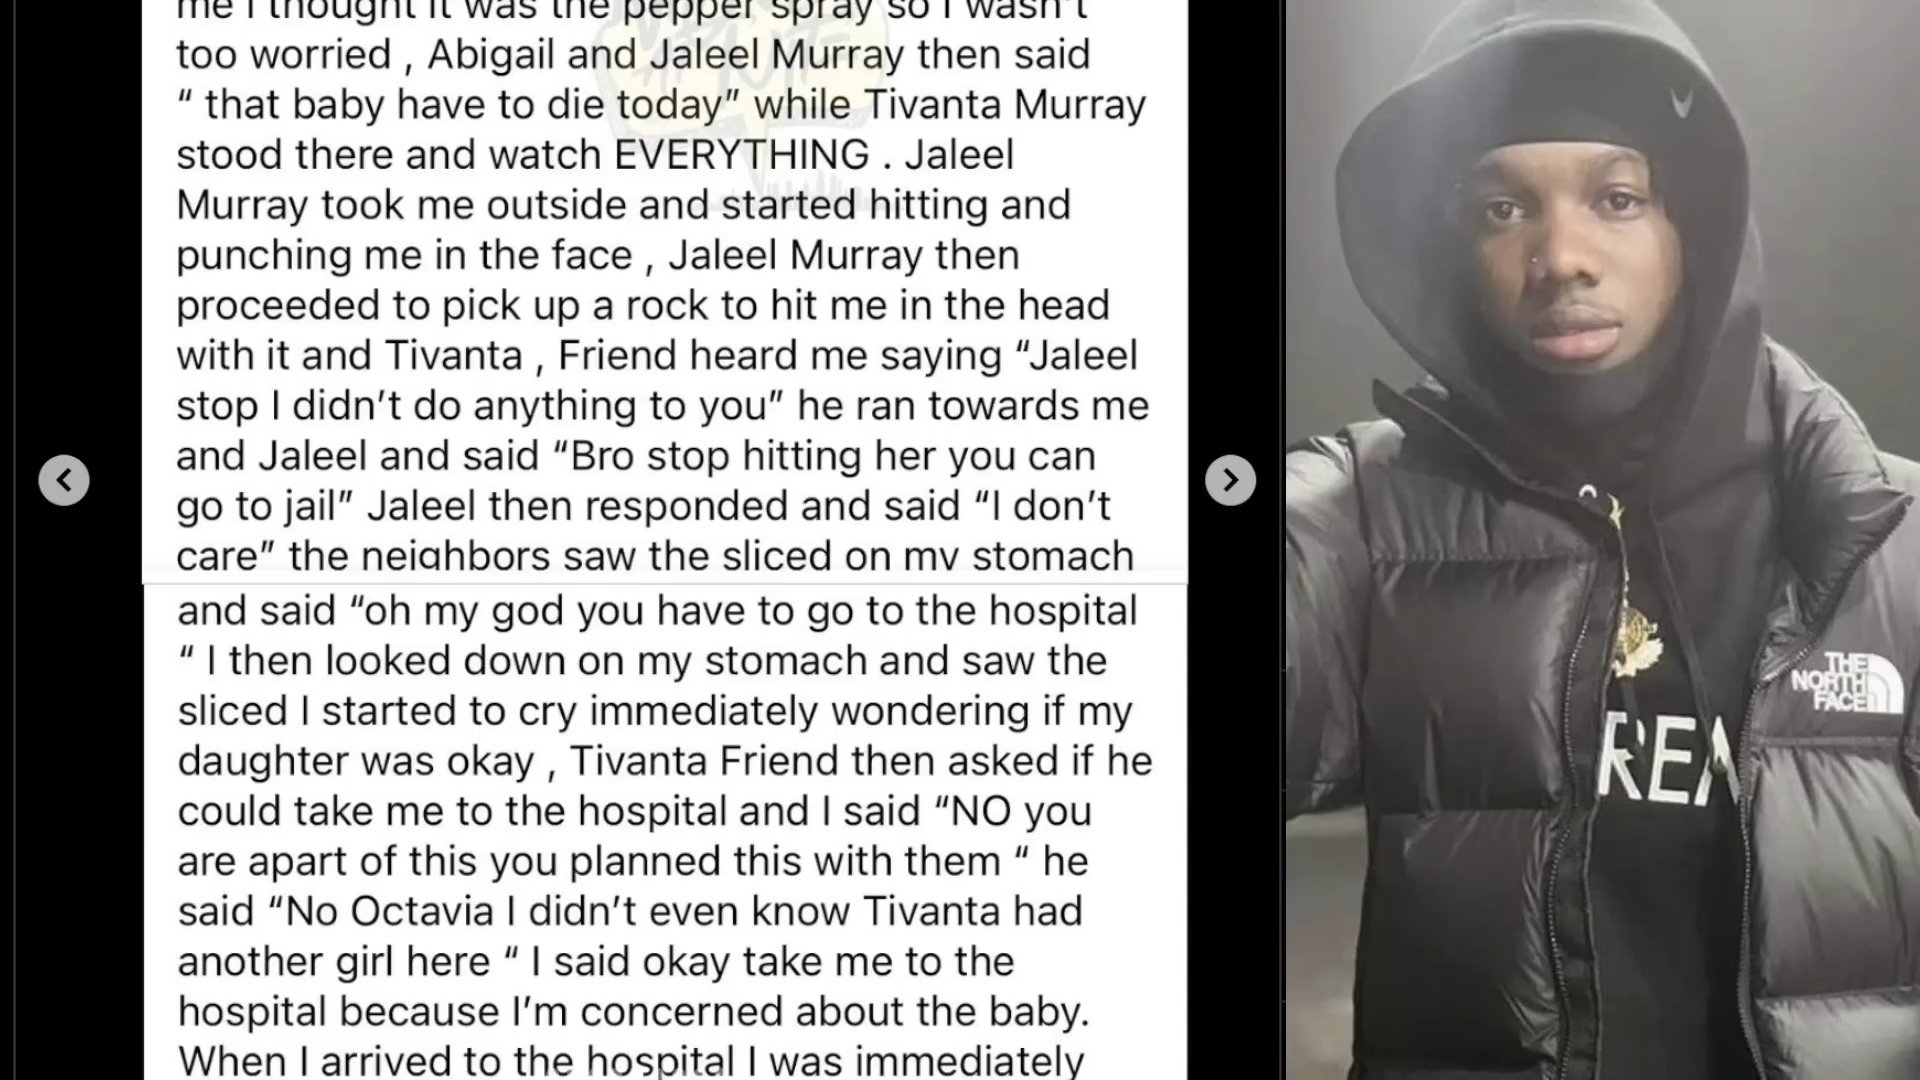 me I thought it was the pepper spray so I wasn't
too worried , Abigail and Jaleel Murray then said
“ that baby have to die today” while Tivanta Murray
stood there and watch EVERYTHING . Jaleel
Murray took me outside and started hitting and
punching me in the face , Jaleel Murray then
proceeded to pick up a rock to hit me in the head
with it and Tivanta , Friend heard me saying “Jaleel
stop I didn’t do anything to you” he ran towards me
and Jaleel and said “Bro stop hitting her you can
go to jail” Jaleel then responded and said “I don’t
care” the neighbors saw the sliced on my stomach
and said “oh my god you have to go to the hospital
“ I then looked down on my stomach and saw the
sliced I started to cry immediately wondering if my
daughter was okay , Tivanta Friend then asked if he
could take me to the hospital and I said “NO you
are apart of this you planned this with them “ he
said “No Octavia I didn’t even know Tivanta had
another girl here “ I said okay take me to the
hospital because I’m concerned about the baby.
When I arrived to the hospital I was immediately
THE
NORTH
FACE
REA